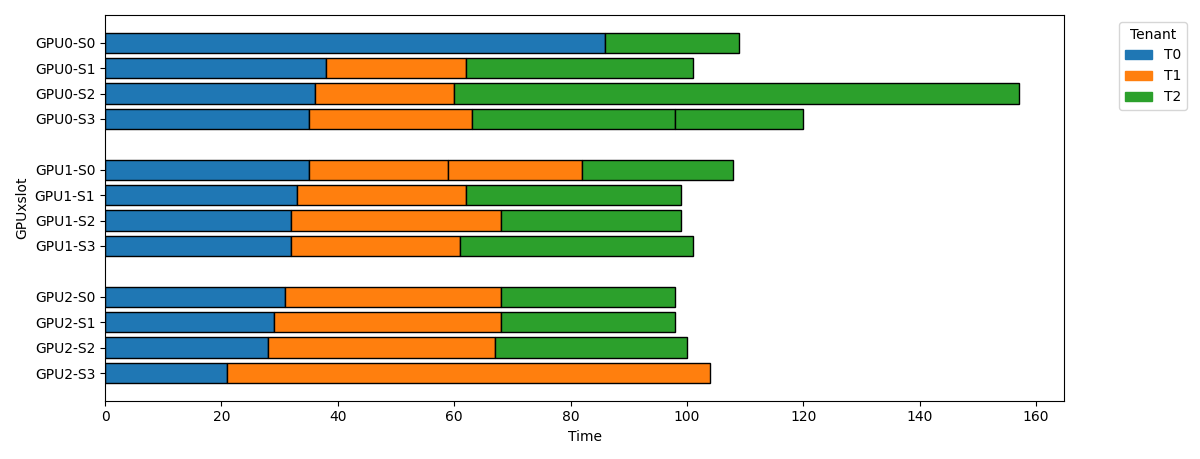 GPUxslot
GPU0-S0
GPU0-S1
GPU0-S2
GPU0-S3
GPU1-S0
GPU1-S1
GPU1-S2
GPU1-S3
GPU2-S0
GPU2-S1
GPU2-S2
GPU2-S3
0 20 40 60 80 100 120 140 160
Time
Tenant
T0
T1
T2